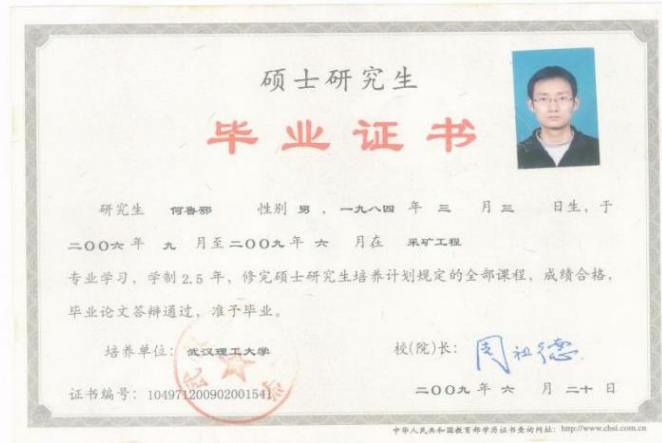 硕士研究生
毕业证书
研究生 何鲁鄂 性别 男 , 一九八四 年 三 月 三 日生, 于
二〇〇六 年 九 月至 二〇〇九 年 六 月在 采矿工程
专业学习, 学制 2.5 年, 修完硕士研究生培养计划规定的全部课程, 成绩合格,
毕业论文答辩通过, 准予毕业。
培养单位: 武汉理工大学
校(院)长: 周祖德
证书编号: 104971200902001541
二〇〇九 年 六 月 二十 日
中华人民共和国教育部学历证书查询网址: http://www.chsi.com.cn